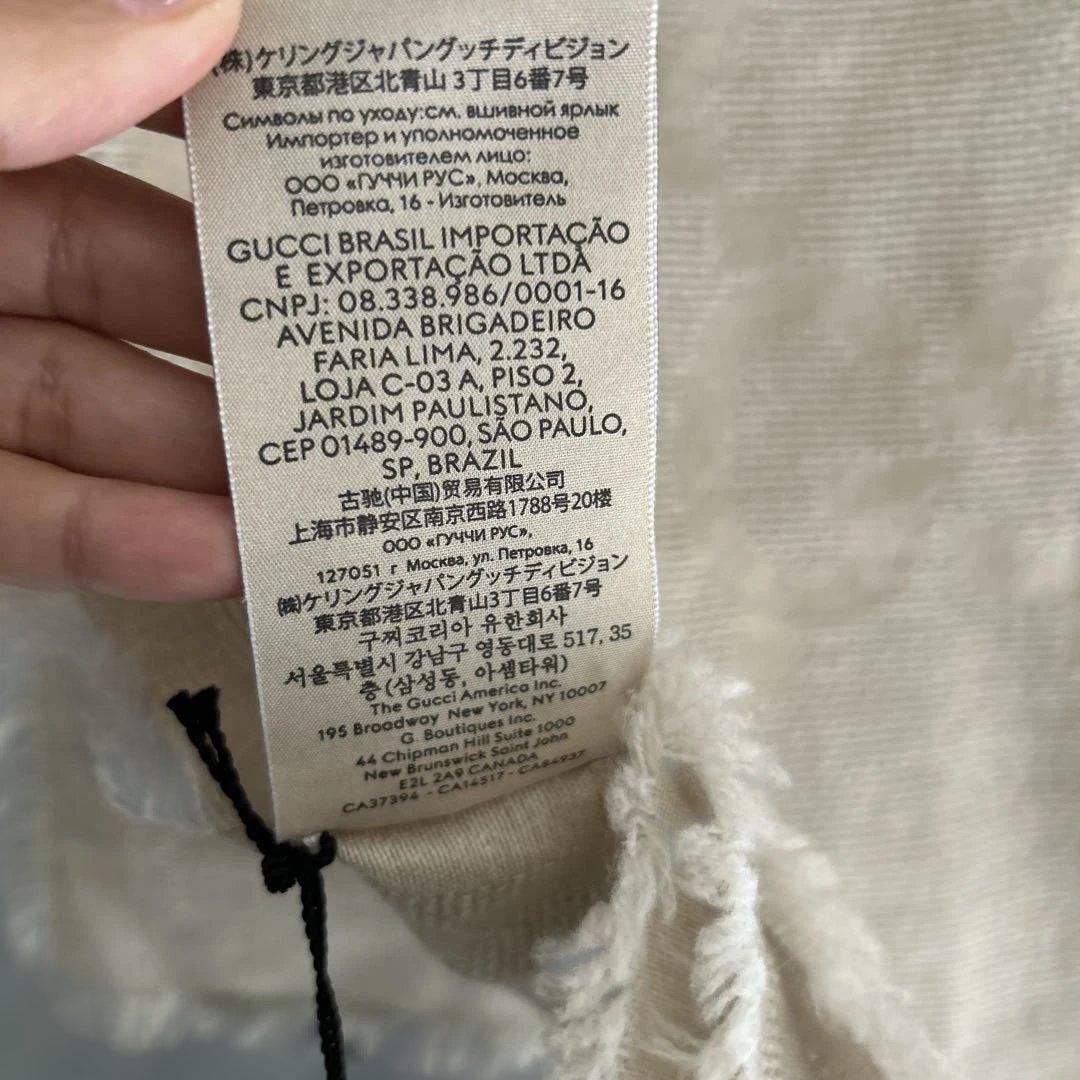 (株)ケリングジャパングッチディビジョン
東京都港区北青山 3丁目6番7号
Символы по уходу:см. вшивной ярлык
Импортер и уполномоченное
изготовителем лицо:
ООО «ГУЧЧИ РУС», Москва,
Петровка, 16 - Изготовитель
GUCCI BRASIL IMPORTAÇÃO
E EXPORTAÇÃO LTDA
CNPJ: 08.338.986/0001-16
AVENIDA BRIGADEIRO
FARIA LIMA, 2.232,
LOJA C-03 A, PISO 2,
JARDIM PAULISTANO,
CEP 01489-900, SÃO PAULO,
SP, BRAZIL
古驰(中国)贸易有限公司
上海市静安区南京西路1788号20楼
ООО «ГУЧЧИ РУС»,
127051 г Москва, ул. Петровка, 16
(株)ケリングジャパングッチディビジョン
東京都港区北青山3丁目6番7号
구찌코리아 유한회사
서울특별시 강남구 영동대로 517, 35
층(삼성동, 아셈타워)
The Gucci America Inc.
195 Broadway New York, NY 10007
G. Boutiques Inc.
44 Chipman Hill Suite 1000
New Brunswick Saint John
E2L 2A9 CANADA
CA37394 - CA14517 - CA84937